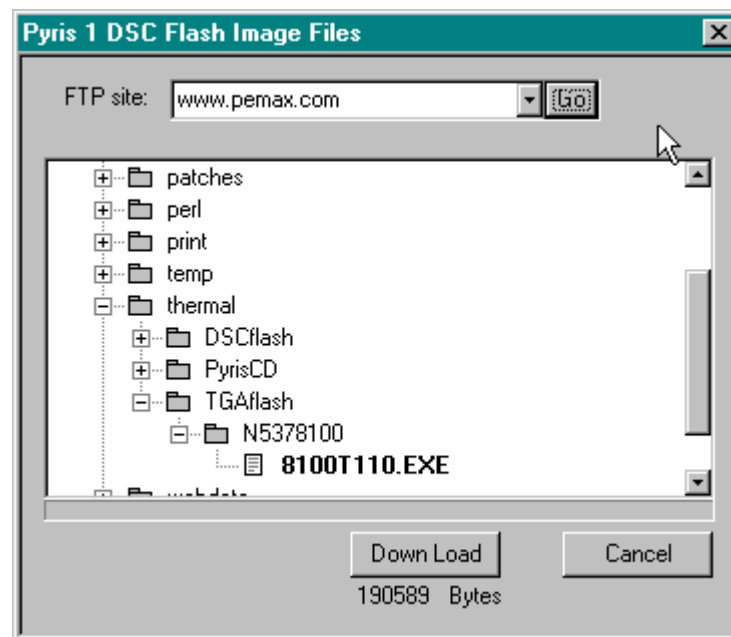 Pyris 1 DSC Flash Image Files
FTP site: www.pemax.com Go
patches
perl
print
temp
thermal
DSCflash
PyrisCD
TGAflash
N5378100
8100T110.EXE
Down Load Cancel
190589 Bytes